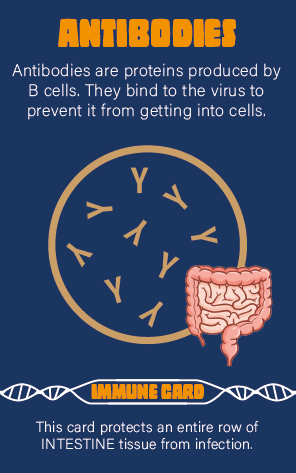 ANTIBODIES
Antibodies are proteins produced by
B cells. They bind to the virus to
prevent it from getting into cells.
IMMUNE CARD
This card protects an entire row of
INTESTINE tissue from infection.